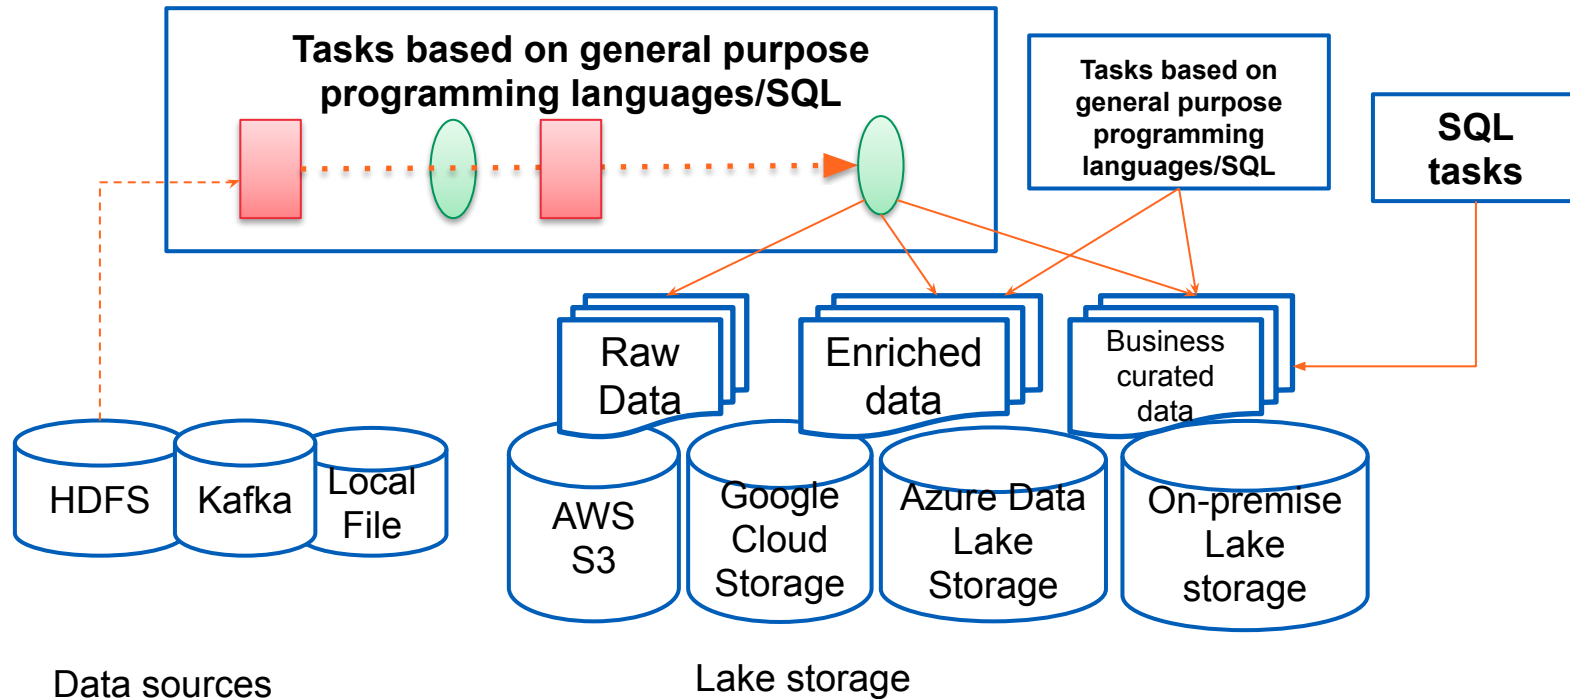 Tasks based on general purpose
programming languages/SQL
Tasks based on
general purpose
programming
languages/SQL
SQL
tasks
Raw
Data
Enriched
data
Business
curated
data
HDFS
Kafka
Local
File
AWS
S3
Google
Cloud
Storage
Azure Data
Lake
Storage
On-premise
Lake
storage
Data sources
Lake storage